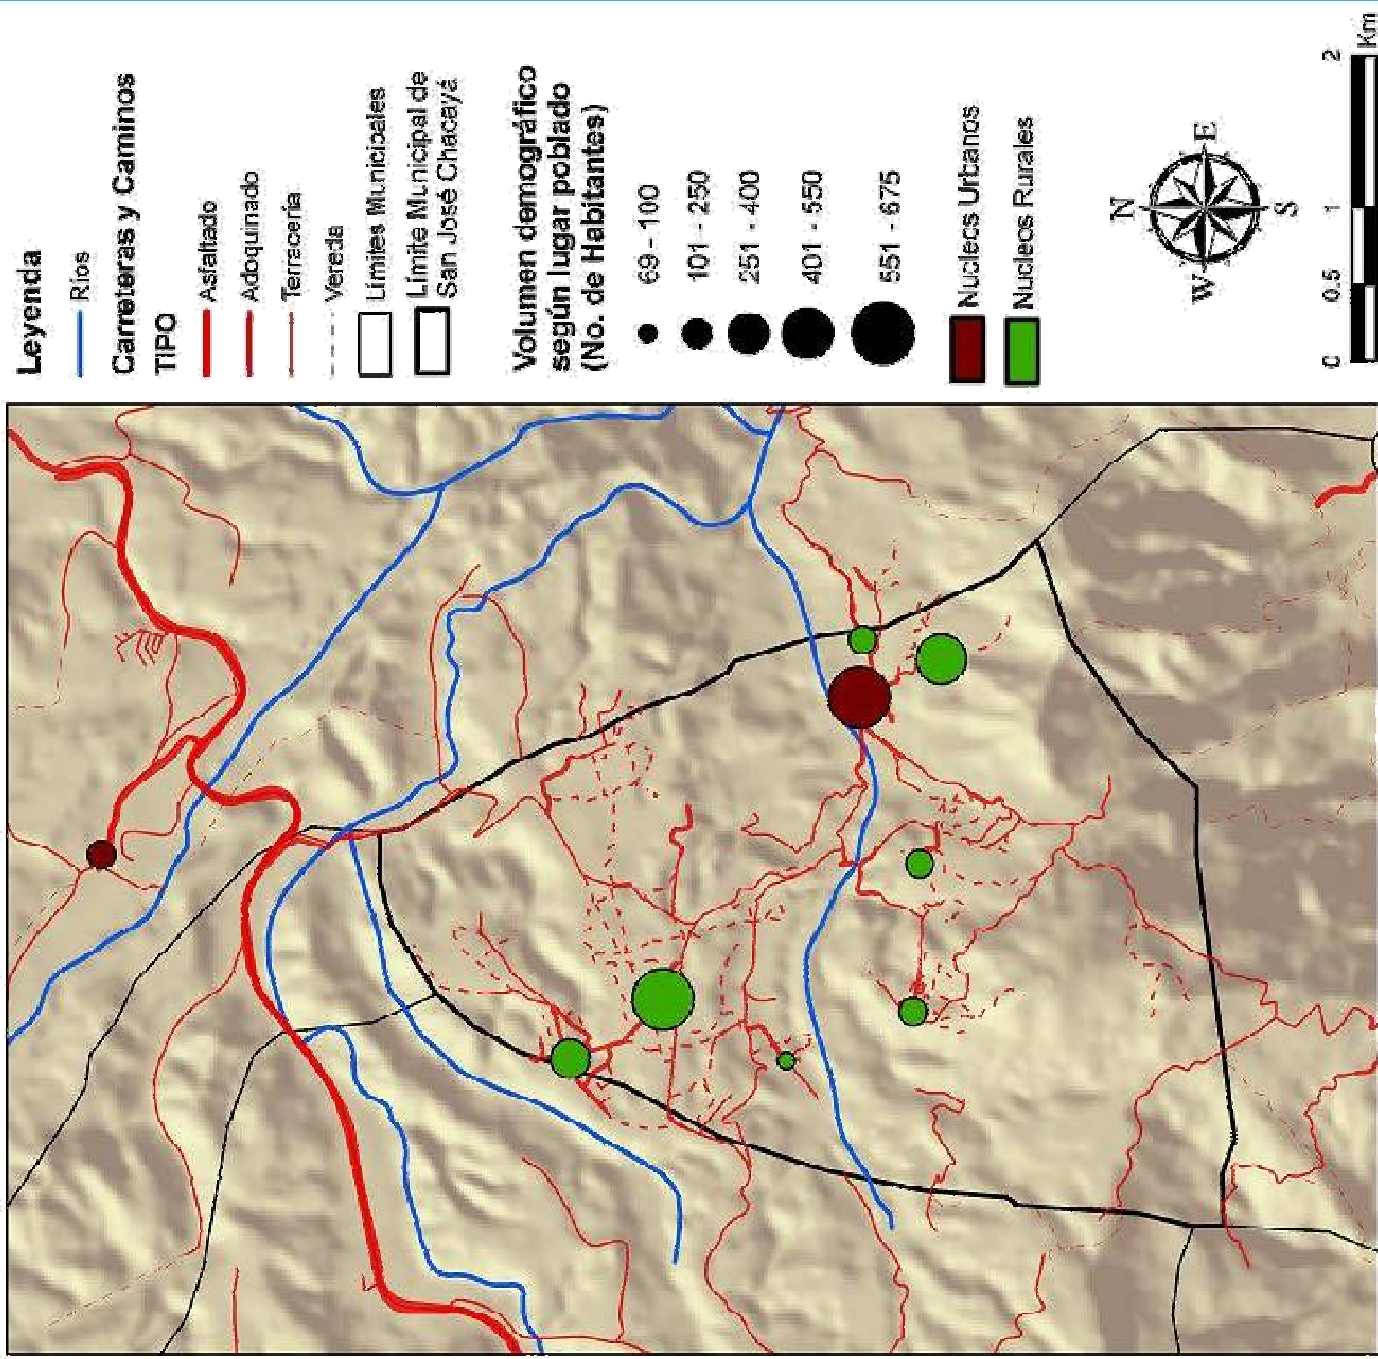 Leyenda
Ríos
Carreteras y Caminos
TIPO
Asfaltado
Adoquinado
Terracería
Vereda
Límites Municipales
Límite Municipal de
San José Chacayá
Volumen demográfico
según lugar poblado
(No. de Habitantes)
69 - 100
101 - 250
251 - 400
401 - 550
551 - 675
Nucleos Urbanos
Nucleos Rurales
N
W
E
S
0
0.5
1
2
Km